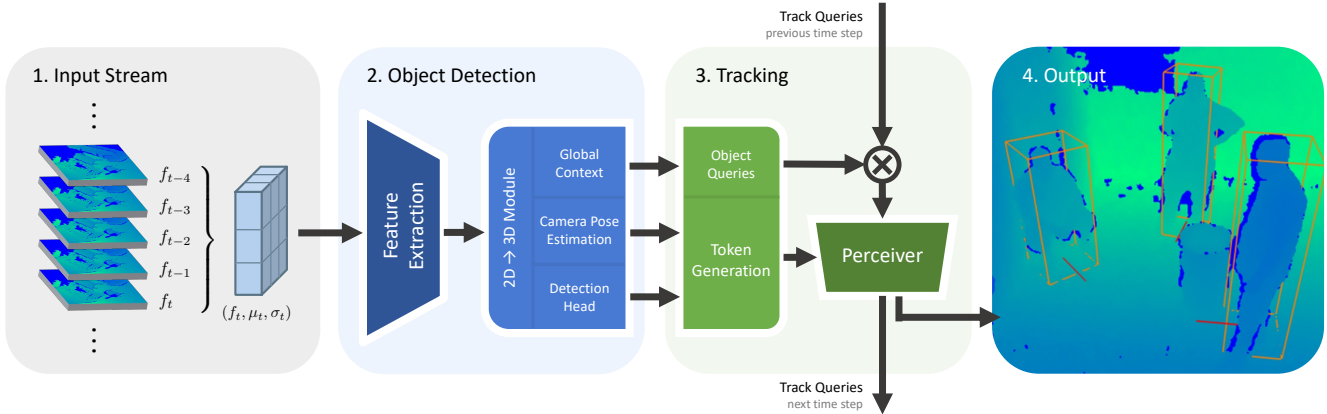 1. Input Stream
f_{t-4}
f_{t-3}
f_{t-2}
f_{t-1}
f_t
(f_t, μ_t, σ_t)
2. Object Detection
Feature
Extraction
2D → 3D Module
Global
Context
Camera Pose
Estimation
Detection
Head
3. Tracking
Object
Queries
Token
Generation
Track Queries
previous time step
Perceiver
Track Queries
next time step
4. Output